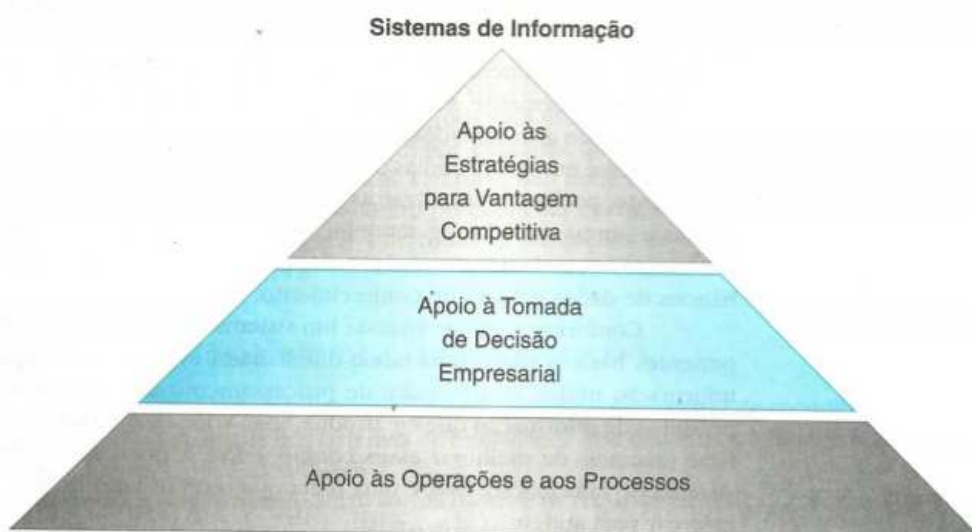 Sistemas de Informação
Apoio às
Estratégias
para Vantagem
Competitiva
Apoio à Tomada
de Decisão
Empresarial
Apoio às Operações e aos Processos